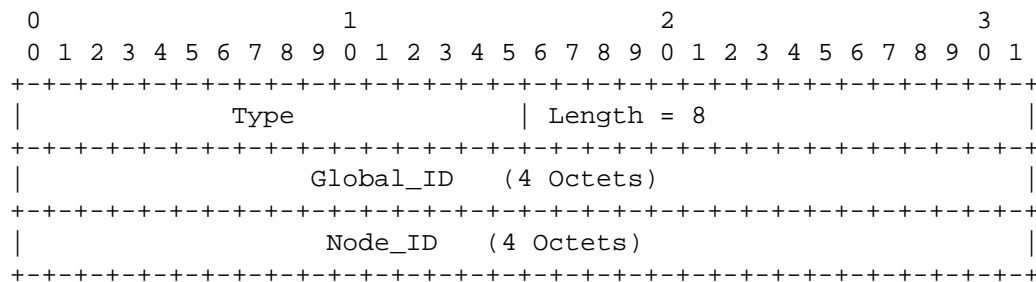 0                   1                   2                   3
 0 1 2 3 4 5 6 7 8 9 0 1 2 3 4 5 6 7 8 9 0 1 2 3 4 5 6 7 8 9 0 1
+-+-+-+-+-+-+-+-+-+-+-+-+-+-+-+-+-+-+-+-+-+-+-+-+-+-+-+-+-+-+-+-+
|             Type              | Length = 8                    |
+-+-+-+-+-+-+-+-+-+-+-+-+-+-+-+-+-+-+-+-+-+-+-+-+-+-+-+-+-+-+-+-+
|                  Global_ID   (4 Octets)                       |
+-+-+-+-+-+-+-+-+-+-+-+-+-+-+-+-+-+-+-+-+-+-+-+-+-+-+-+-+-+-+-+-+
|                   Node_ID   (4 Octets)                        |
+-+-+-+-+-+-+-+-+-+-+-+-+-+-+-+-+-+-+-+-+-+-+-+-+-+-+-+-+-+-+-+-+